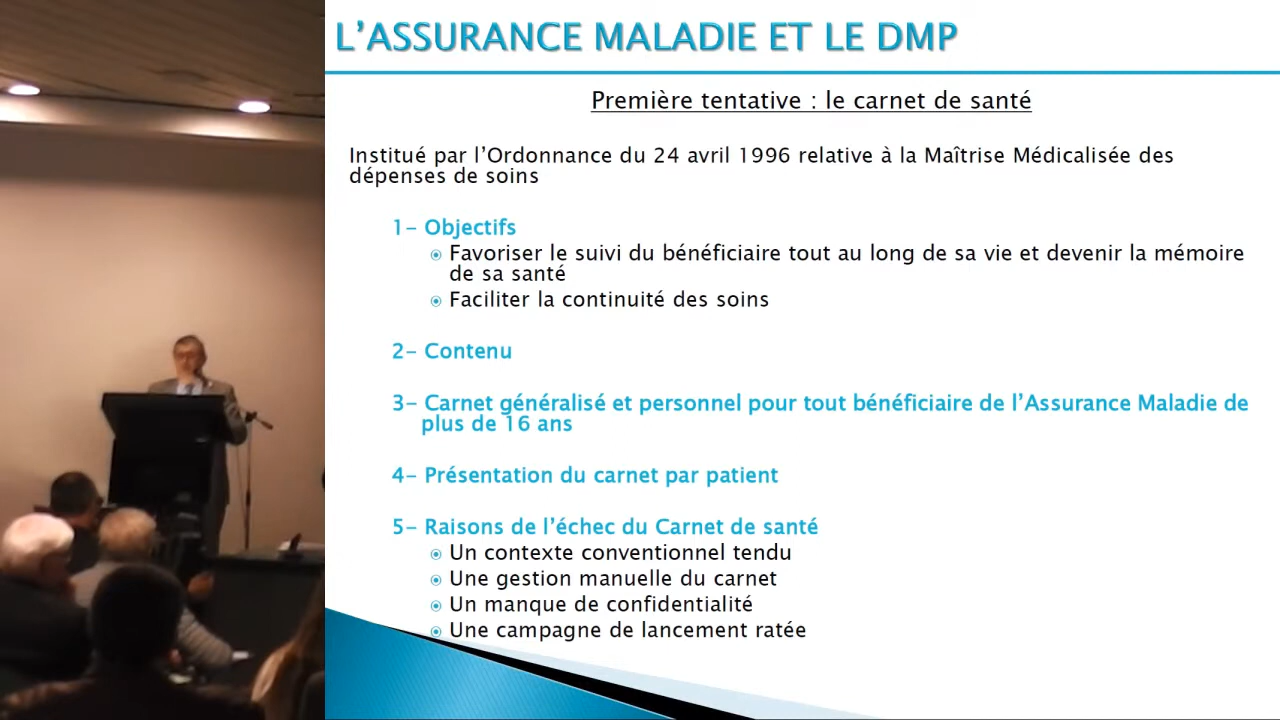 L'ASSURANCE MALADIE ET LE DMP
Première tentative : le carnet de santé
Institué par l'Ordonnance du 24 avril 1996 relative à la Maîtrise Médicalisée des
dépenses de soins
1- Objectifs
Favoriser le suivi du bénéficiaire tout au long de sa vie et devenir la mémoire
de sa santé
Faciliter la continuité des soins
2- Contenu
3- Carnet généralisé et personnel pour tout bénéficiaire de l'Assurance Maladie de
plus de 16 ans
4- Présentation du carnet par patient
5- Raisons de l'échec du Carnet de santé
Un contexte conventionnel tendu
Une gestion manuelle du carnet
Un manque de confidentialité
Une campagne de lancement ratée